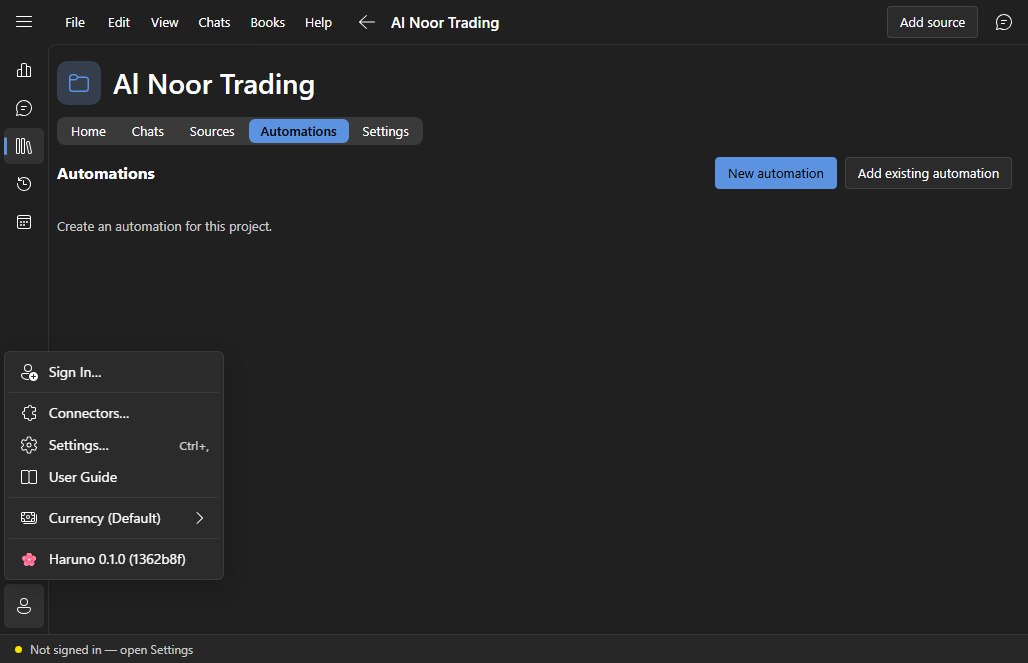 File Edit View Chats Books Help Al Noor Trading Add source
Al Noor Trading
Home Chats Sources Automations Settings
Automations New automation Add existing automation
Create an automation for this project.
Sign In...
Connectors...
Settings... Ctrl+,
User Guide
Currency (Default)
Haruno 0.1.0 (1362b8f)
Not signed in — open Settings